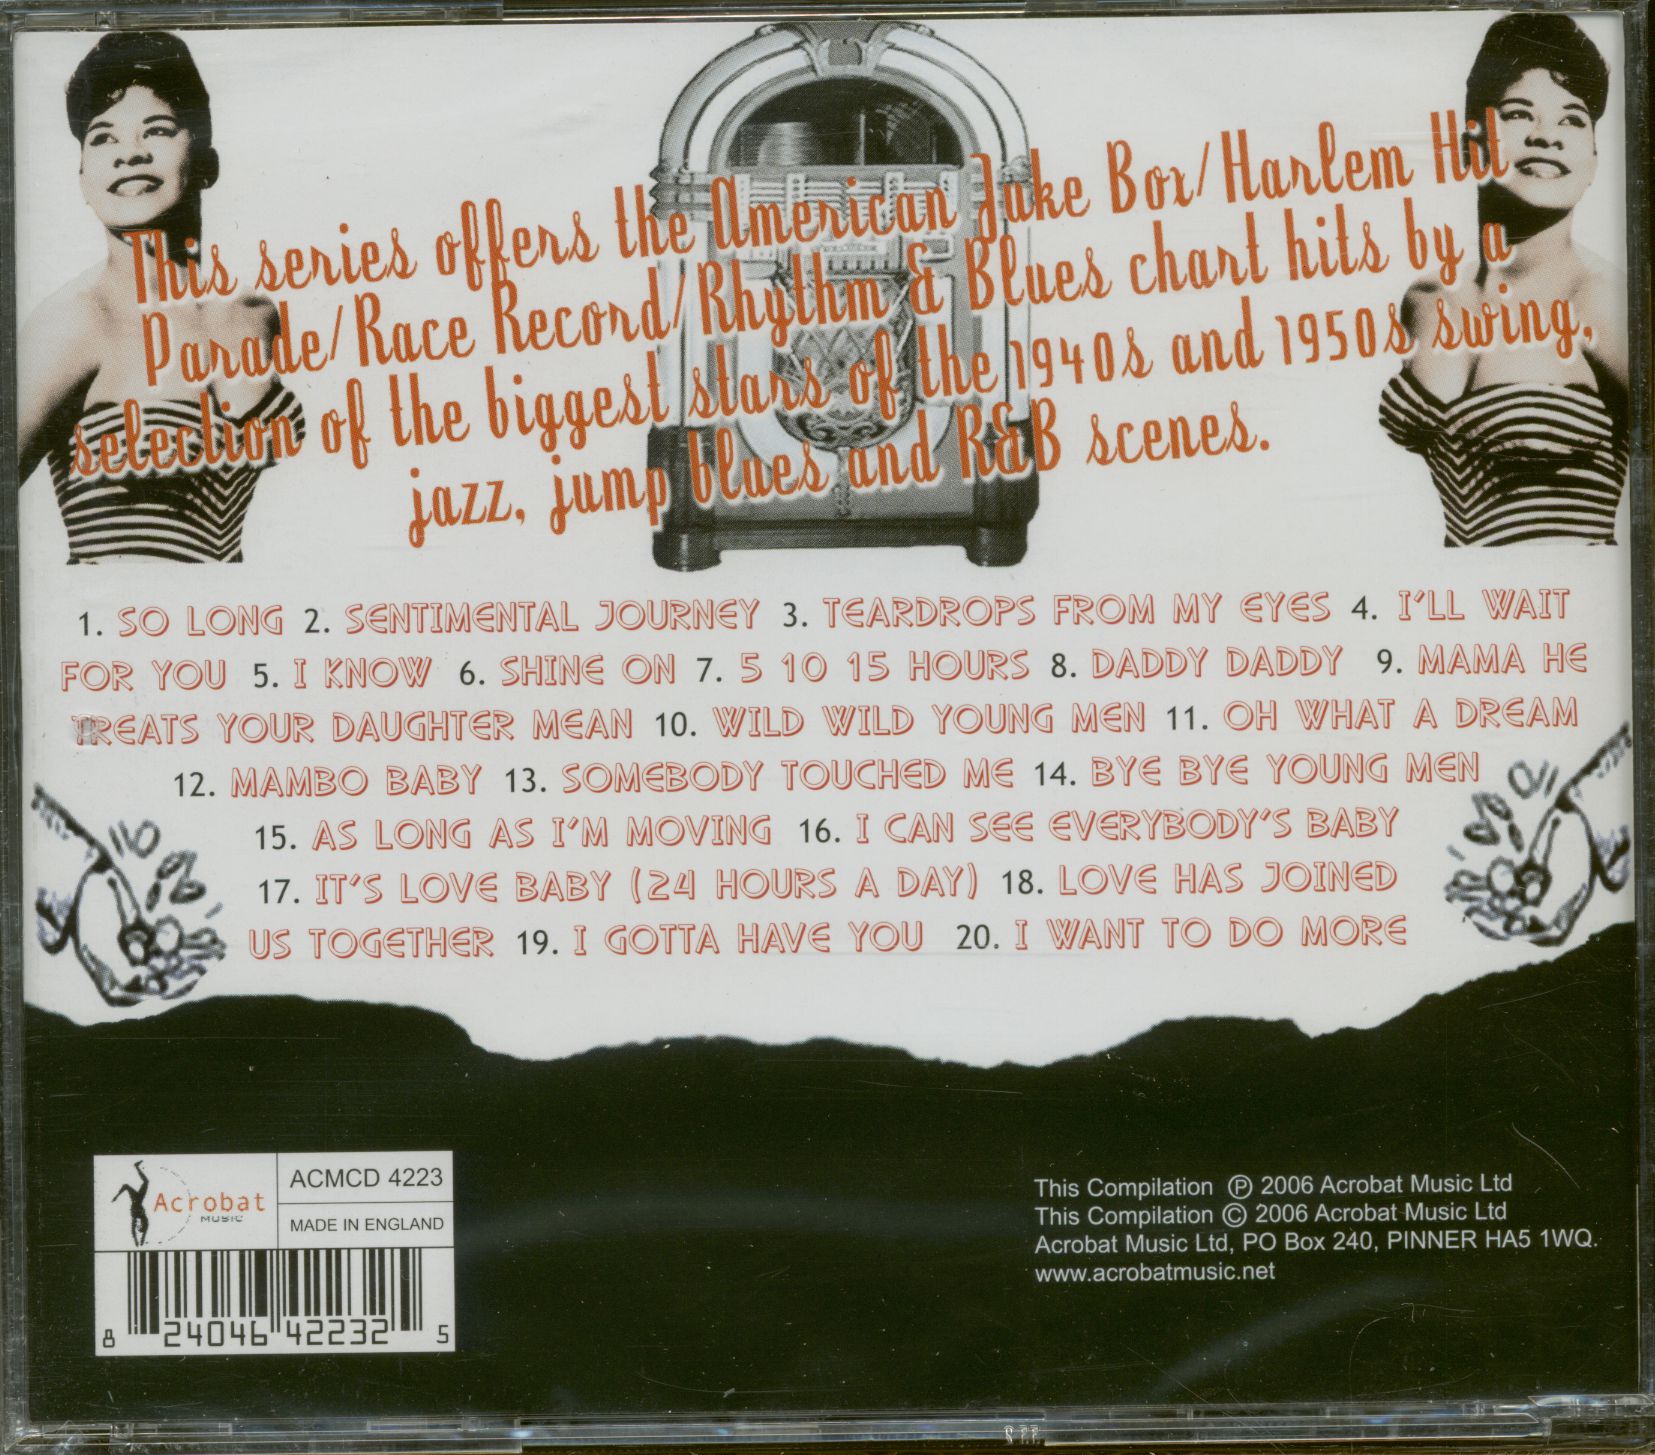 This series offers the American Juke Box/Harlem Hit
Parade/Race Record/Rhythm & Blues chart hits by a
selection of the biggest stars of the 1940s and 1950s swing,
jazz, jump blues and R&B scenes.
1. SO LONG 2. SENTIMENTAL JOURNEY 3. TEARDROPS FROM MY EYES 4. I'LL WAIT
FOR YOU 5. I KNOW 6. SHINE ON 7. 5 10 15 HOURS 8. DADDY DADDY 9. MAMA HE
TREATS YOUR DAUGHTER MEAN 10. WILD WILD YOUNG MEN 11. OH WHAT A DREAM
12. MAMBO BABY 13. SOMEBODY TOUCHED ME 14. BYE BYE YOUNG MEN
15. AS LONG AS I'M MOVING 16. I CAN SEE EVERYBODY'S BABY
17. IT'S LOVE BABY (24 HOURS A DAY) 18. LOVE HAS JOINED
US TOGETHER 19. I GOTTA HAVE YOU 20. I WANT TO DO MORE
Acrobat
MUSIC
ACMCD 4223
MADE IN ENGLAND
8 24046 42232 5
This Compilation ℗ 2006 Acrobat Music Ltd
This Compilation © 2006 Acrobat Music Ltd
Acrobat Music Ltd, PO Box 240, PINNER HA5 1WQ.
www.acrobatmusic.net